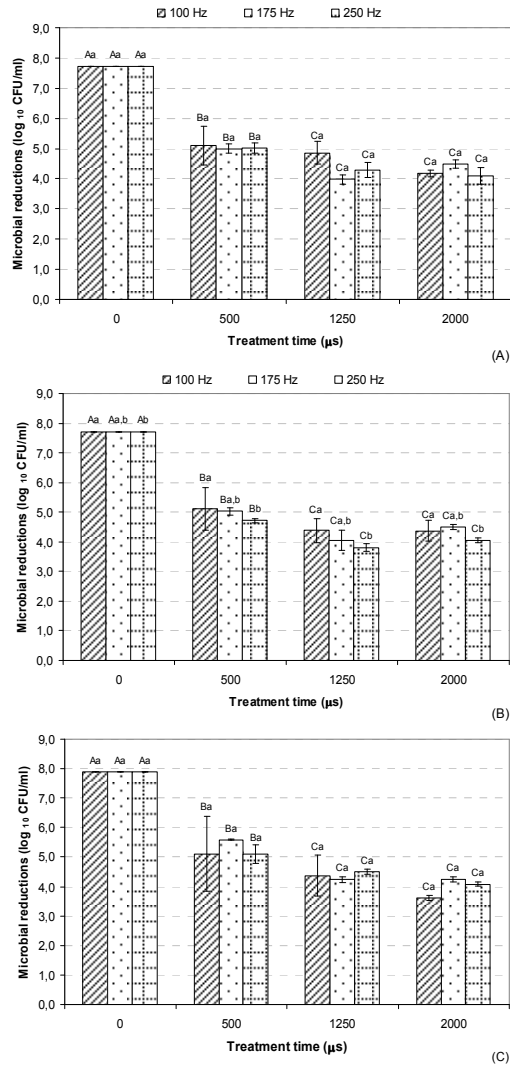 100 Hz 175 Hz 250 Hz
Microbial reductions (log 10 CFU/ml)
9,0
8,0
7,0
6,0
5,0
4,0
3,0
2,0
1,0
0,0
Aa Aa Aa
Ba Ba Ba
Ca Ca Ca
Ca Ca Ca
0 500 1250 2000
Treatment time (µs)
(A)
100 Hz 175 Hz 250 Hz
Microbial reductions (log 10 CFU/ml)
9,0
8,0
7,0
6,0
5,0
4,0
3,0
2,0
1,0
0,0
Aa Aa,b Ab
Ba Ba,b Bb
Ca Ca,b Cb
Ca Ca,b Cb
0 500 1250 2000
Treatment time (µs)
(B)
Microbial reductions (log 10 CFU/ml)
9,0
8,0
7,0
6,0
5,0
4,0
3,0
2,0
1,0
0,0
Aa Aa Aa
Ba Ba Ba
Ca Ca Ca
Ca Ca Ca
0 500 1250 2000
Treatment time (µs)
(C)